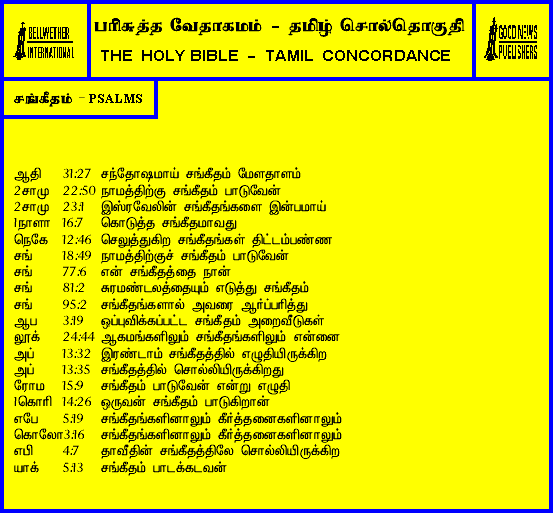 BELLWETHER
INTERNATIONAL
பரிசுத்த வேதாகமம் - தமிழ் சொல்தொகுதி
THE HOLY BIBLE - TAMIL CONCORDANCE
GOOD NEWS
PUBLISHERS
சங்கீதம் - PSALMS
ஆதி 31:27 சந்தோஷமாய் சங்கீதம் மேளதாளம்
2சாமு 22:50 நாமத்திற்கு சங்கீதம் பாடுவேன்
2சாமு 23:1 இஸ்ரவேலின் சங்கீதங்களை இன்பமாய்
1நாளா 16:7 கொடுத்த சங்கீதமாவது
நெகே 12:46 செலுத்துகிற சங்கீதங்கள் திட்டம்பண்ண
சங் 18:49 நாமத்திற்குச் சங்கீதம் பாடுவேன்
சங் 77:6 என் சங்கீதத்தை நான்
சங் 81:2 சுரமண்டலத்தையும் எடுத்து சங்கீதம்
சங் 95:2 சங்கீதங்களால் அவரை ஆர்ப்பரித்து
ஆப 3:19 ஒப்புவிக்கப்பட்ட சங்கீதம் அறைவீடுகள்
லூக் 24:44 ஆகமங்களிலும் சங்கீதங்களிலும் என்னை
அப் 13:32 இரண்டாம் சங்கீதத்தில் எழுதியிருக்கிற
அப் 13:35 சங்கீதத்தில் சொல்லியிருக்கிறது
ரோம 15:9 சங்கீதம் பாடுவேன் என்று எழுதி
1கொரி 14:26 ஒருவன் சங்கீதம் பாடுகிறான்
எபே 5:19 சங்கீதங்களினாலும் கீர்த்தனைகளினாலும்
கொலோ 3:16 சங்கீதங்களினாலும் கீர்த்தனைகளினாலும்
எபி 4:7 தாவீதின் சங்கீதத்திலே சொல்லியிருக்கிற
யாக் 5:13 சங்கீதம் பாடக்கடவன்